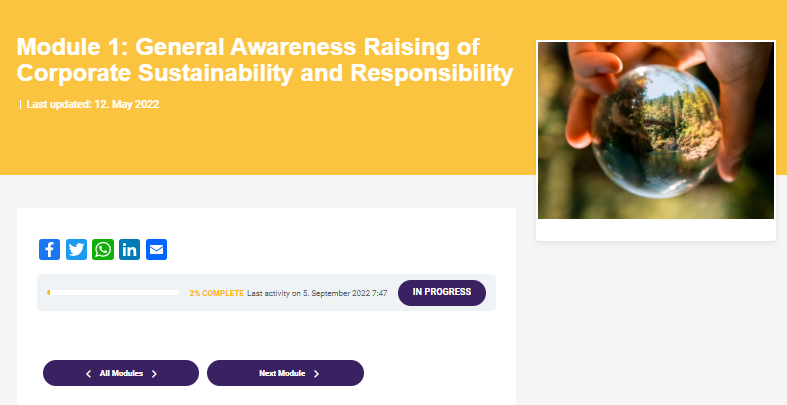 Module 1: General Awareness Raising of
Corporate Sustainability and Responsibility
| Last updated: 12. May 2022
2% COMPLETE Last activity on 5. September 2022 7:47
IN PROGRESS
All Modules
Next Module